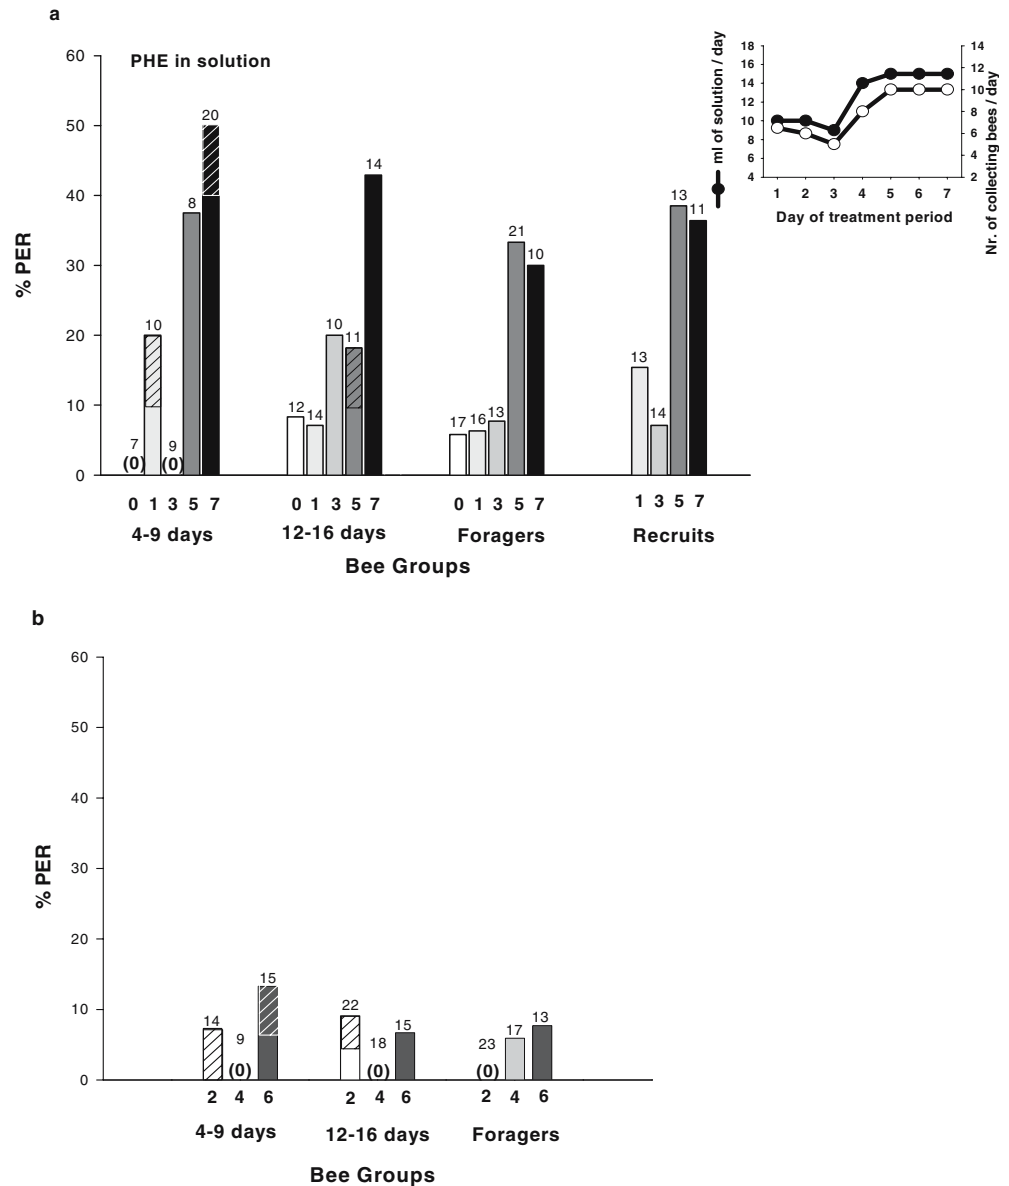 a
PHE in solution
60
50
40
30
20
10
0
% PER
7
(0)
10
9
(0)
8
20
12
14
10
11
14
17
16
13
21
10
13
14
13
11
0 1 3 5 7
0 1 3 5 7
0 1 3 5 7
1 3 5 7
4-9 days
12-16 days
Foragers
Recruits
Bee Groups
ml of solution / day
18
16
14
12
10
8
6
4
14
12
10
8
6
4
2
Nr. of collecting bees / day
1 2 3 4 5 6 7
Day of treatment period
b
60
50
40
30
20
10
0
% PER
14
9
(0)
15
22
18
(0)
15
23
(0)
17
13
2 4 6
2 4 6
2 4 6
4-9 days
12-16 days
Foragers
Bee Groups